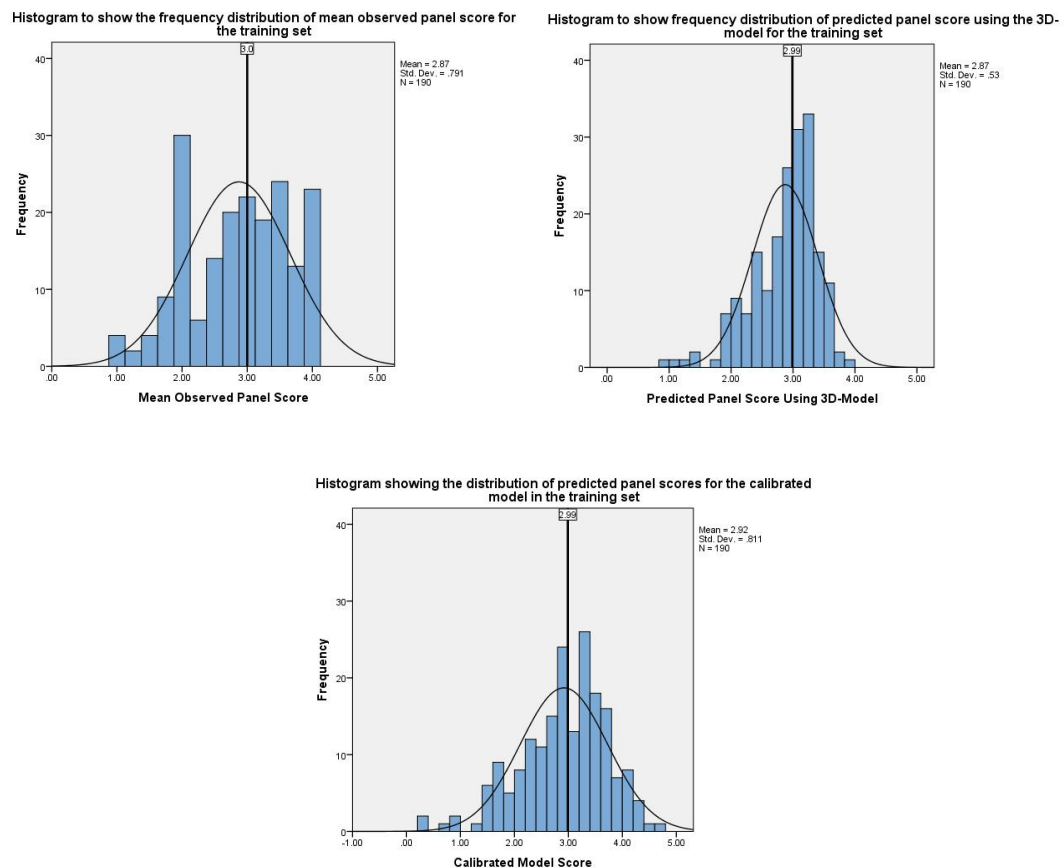 Histogram to show the frequency distribution of mean observed panel score for
the training set
3.0
Mean = 2.87
Std. Dev. = .791
N = 190
40
30
20
10
0
Frequency
.00 1.00 2.00 3.00 4.00 5.00
Mean Observed Panel Score
Histogram to show frequency distribution of predicted panel score using the 3D-
model for the training set
2.99
Mean = 2.87
Std. Dev. = .53
N = 190
40
30
20
10
0
Frequency
.00 1.00 2.00 3.00 4.00 5.00
Predicted Panel Score Using 3D-Model
Histogram showing the distribution of predicted panel scores for the calibrated
model in the training set
2.99
Mean = 2.92
Std. Dev. = .811
N = 190
40
30
20
10
0
Frequency
-1.00 .00 1.00 2.00 3.00 4.00 5.00
Calibrated Model Score